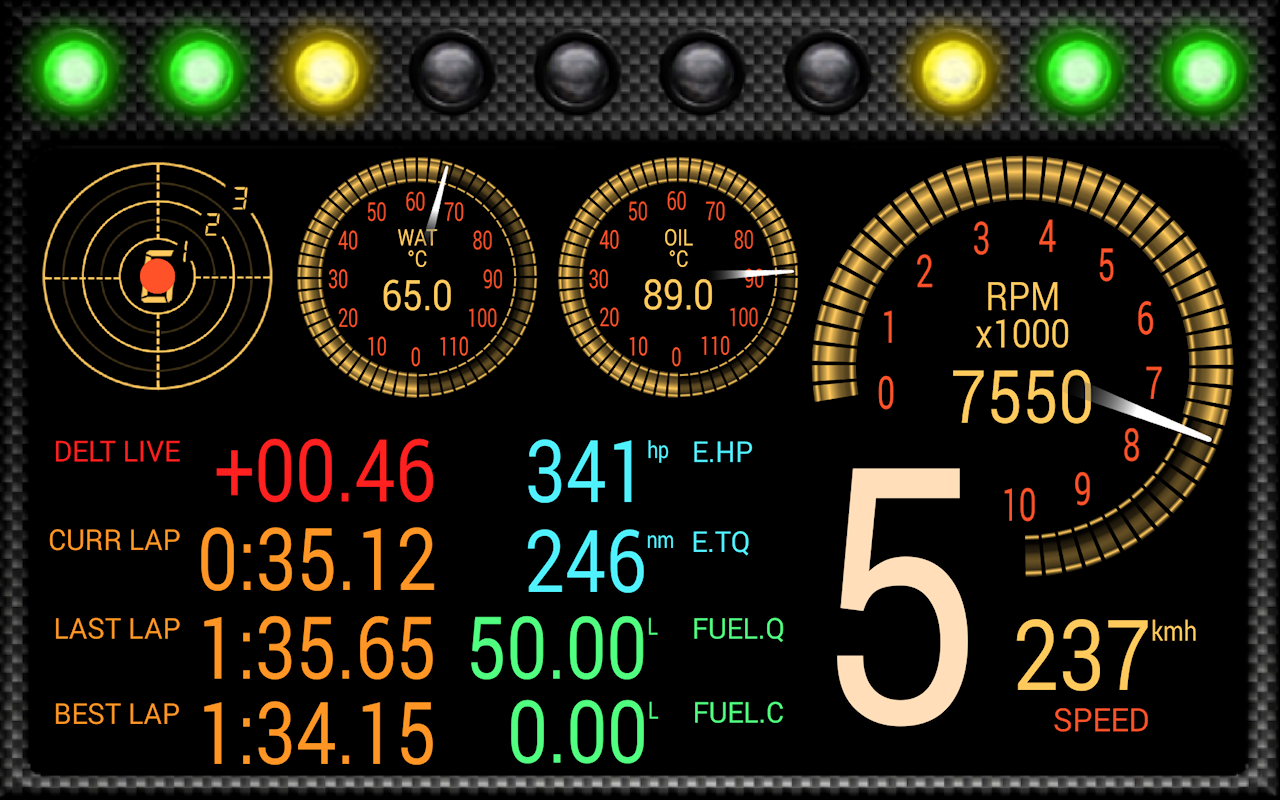 3
2
1
G
WAT
°C
65.0
0 10 20 30 40 50 60 70 80 90 100 110
OIL
°C
89.0
0 10 20 30 40 50 60 70 80 90 100 110
RPM
x1000
7550
0 1 2 3 4 5 6 7 8 9 10
DELT LIVE +00.46
341 hp E.HP
CURR LAP 0:35.12
246 nm E.TQ
LAST LAP 1:35.65
50.00 L FUEL.Q
BEST LAP 1:34.15
0.00 L FUEL.C
5
237 kmh
SPEED